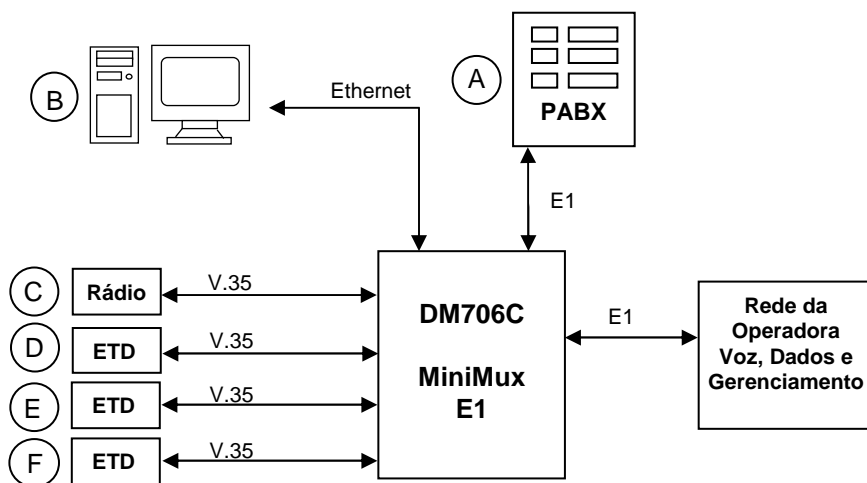 B
Ethernet
A
PABX
E1
C
Rádio
V.35
D
ETD
V.35
E
ETD
V.35
F
ETD
V.35
DM706C
MiniMux
E1
E1
Rede da
Operadora
Voz, Dados e
Gerenciamento